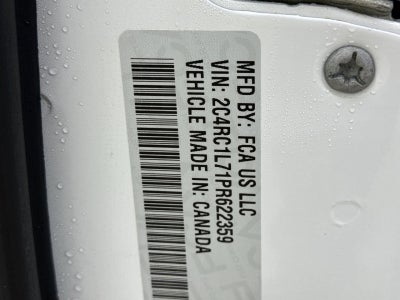 MFD BY: FCA US LLC
VIN: 2C4RC1L71PR622359
VEHICLE MADE IN: CANADA